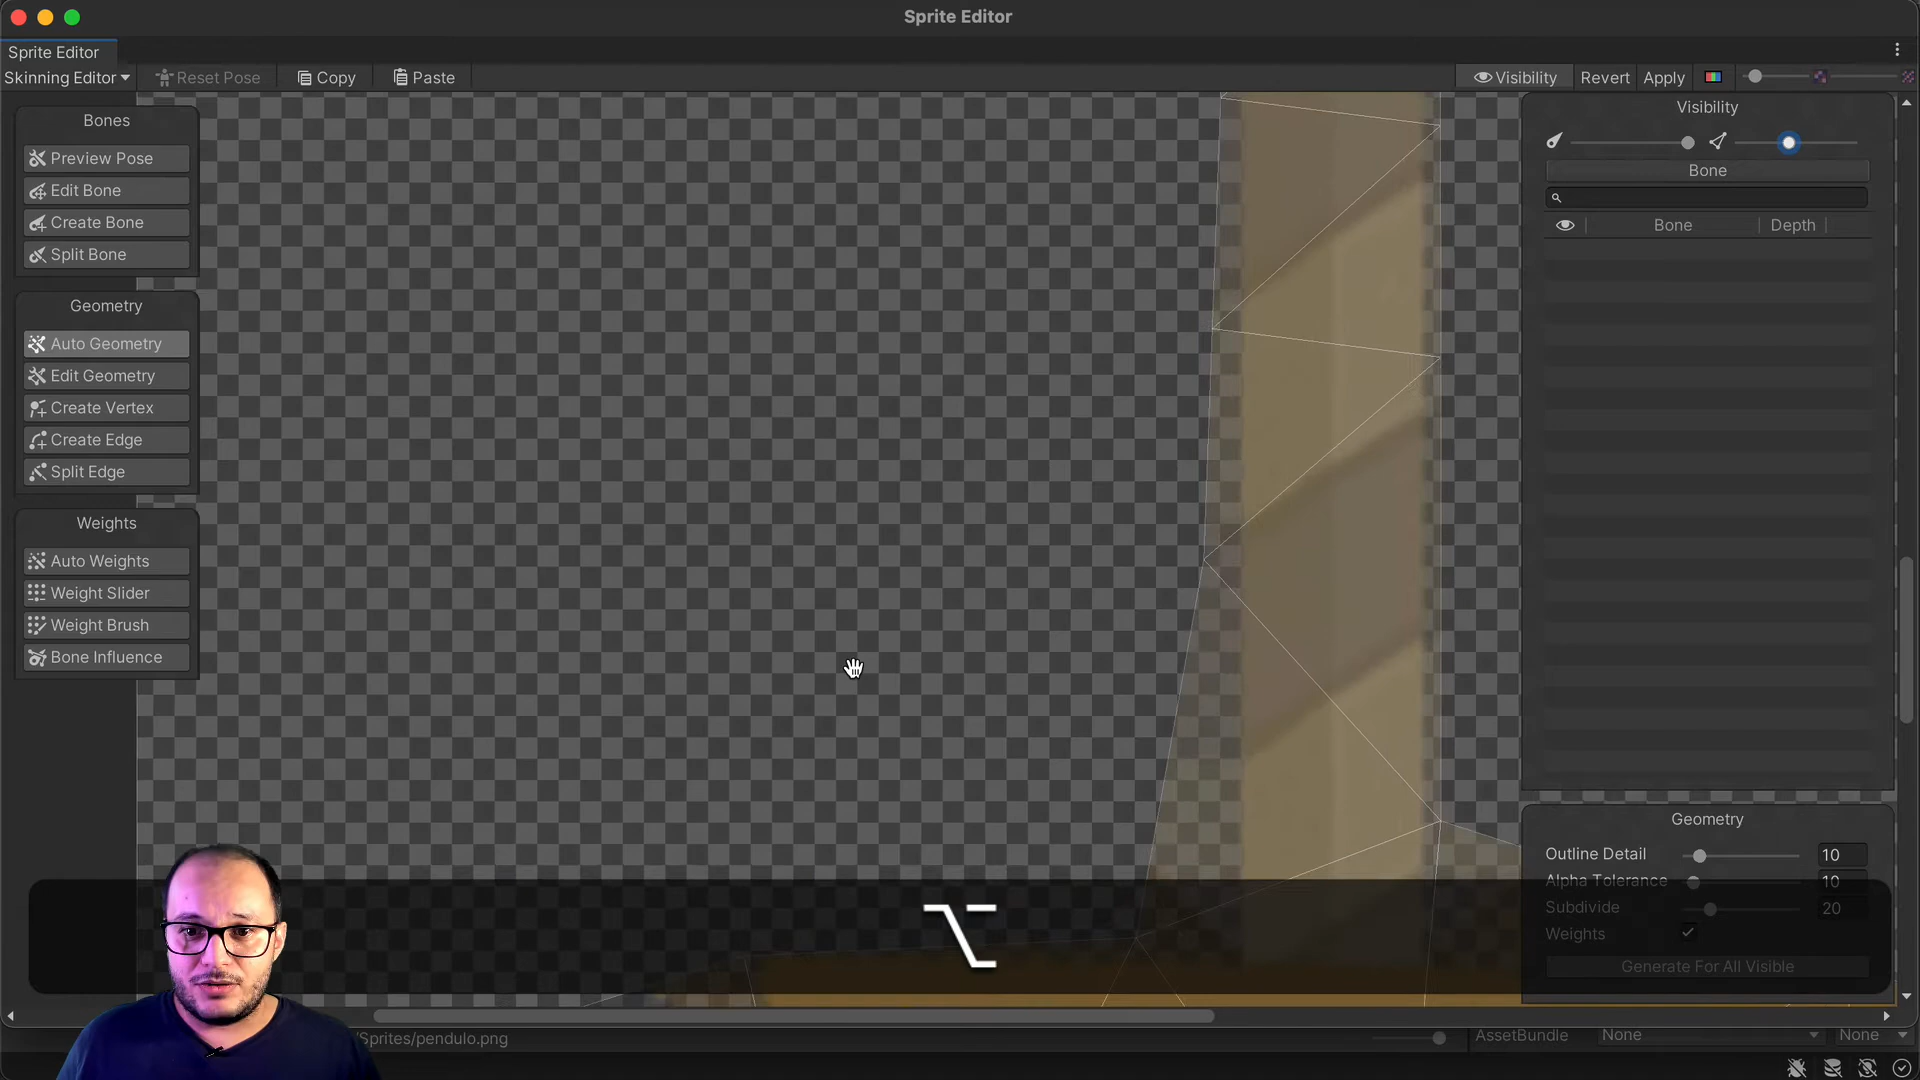 Sprite Editor
Sprite Editor
Skinning Editor
Reset Pose
Copy
Paste
Visibility
Revert
Apply
Bones
Preview Pose
Edit Bone
Create Bone
Split Bone
Geometry
Auto Geometry
Edit Geometry
Create Vertex
Create Edge
Split Edge
Weights
Auto Weights
Weight Slider
Weight Brush
Bone Influence
Visibility
Bone
Bone
Depth
Geometry
Outline Detail 10
Alpha Tolerance 10
Subdivide 20
Weights
Generate For All Visible
⌥
/Sprites/pendulo.png
AssetBundle
None
None